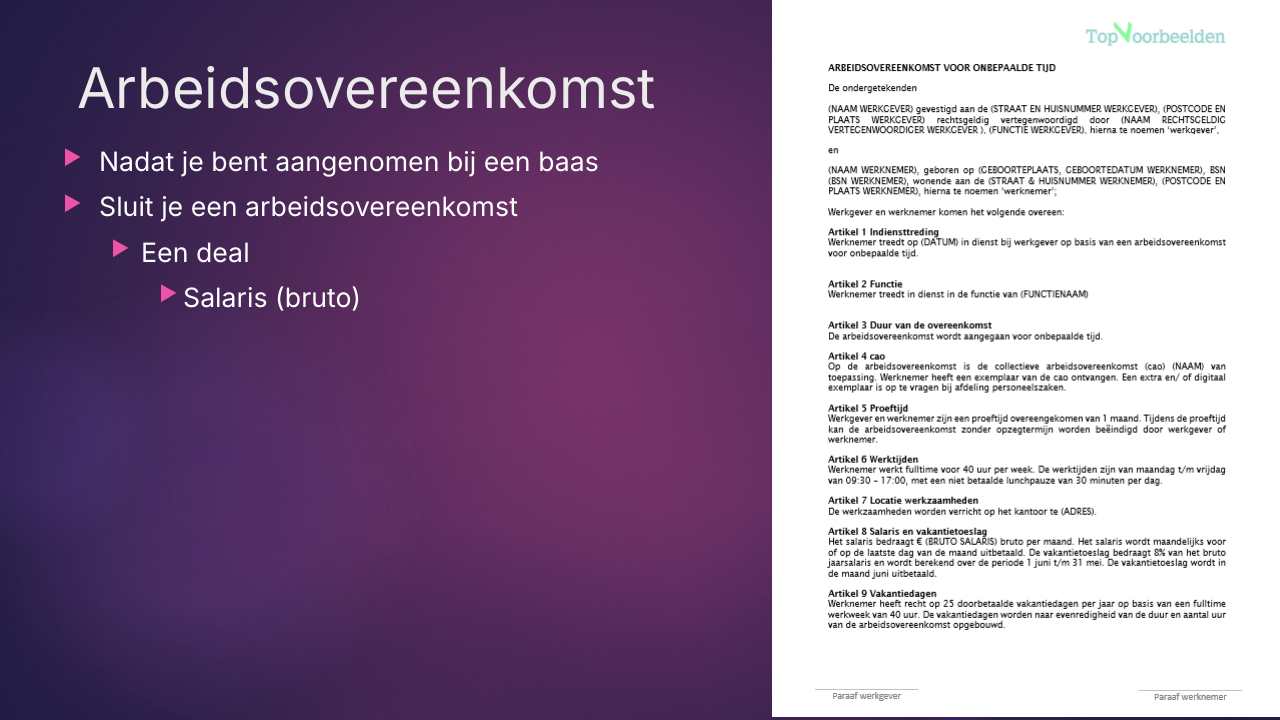 Arbeidsovereenkomst
Nadat je bent aangenomen bij een baas
Sluit je een arbeidsovereenkomst
Een deal
Salaris (bruto)
TopVoorbeelden
ARBEIDSOVEREENKOMST VOOR ONBEPAALDE TIJD
De ondergetekenden
(NAAM WERKGEVER) gevestigd aan de (STRAAT EN HUISNUMMER WERKGEVER), (POSTCODE EN
PLAATS WERKGEVER) rechtsgeldig vertegenwoordigd door (NAAM RECHTSGELDIG
VERTEGENWOORDIGER WERKGEVER ), (FUNCTIE WERKGEVER), hierna te noemen 'werkgever',
en
(NAAM WERKNEMER), geboren op (GEBOORTEPLAATS, GEBOORTEDATUM WERKNEMER), BSN
(BSN WERKNEMER), wonende aan de (STRAAT & HUISNUMMER WERKNEMER), (POSTCODE EN
PLAATS WERKNEMER), hierna te noemen 'werknemer';
Werkgever en werknemer komen het volgende overeen:
Artikel 1 Indiensttreding
Werknemer treedt op (DATUM) in dienst bij werkgever op basis van een arbeidsovereenkomst
voor onbepaalde tijd.
Artikel 2 Functie
Werknemer treedt in dienst in de functie van (FUNCTIENAAM)
Artikel 3 Duur van de overeenkomst
De arbeidsovereenkomst wordt aangegaan voor onbepaalde tijd.
Artikel 4 cao
Op de arbeidsovereenkomst is de collectieve arbeidsovereenkomst (cao) (NAAM) van
toepassing. Werknemer heeft een exemplaar van de cao ontvangen. Een extra en/ of digitaal
exemplaar is op te vragen bij afdeling personeelszaken.
Artikel 5 Proeftijd
Werkgever en werknemer zijn een proeftijd overeengekomen van 1 maand. Tijdens de proeftijd
kan de arbeidsovereenkomst zonder opzegtermijn worden beëindigd door werkgever of
werknemer.
Artikel 6 Werktijden
Werknemer werkt fulltime voor 40 uur per week. De werktijden zijn van maandag t/m vrijdag
van 09:30 – 17:00, met een niet betaalde lunchpauze van 30 minuten per dag.
Artikel 7 Locatie werkzaamheden
De werkzaamheden worden verricht op het kantoor te (ADRES).
Artikel 8 Salaris en vakantietoeslag
Het salaris bedraagt € (BRUTO SALARIS) bruto per maand. Het salaris wordt maandelijks voor
of op de laatste dag van de maand uitbetaald. De vakantietoeslag bedraagt 8% van het bruto
jaarsalaris en wordt berekend over de periode 1 juni t/m 31 mei. De vakantietoeslag wordt in
de maand juni uitbetaald.
Artikel 9 Vakantiedagen
Werknemer heeft recht op 25 doorbetaalde vakantiedagen per jaar op basis van een fulltime
werkweek van 40 uur. De vakantiedagen worden naar evenredigheid van de duur en aantal uur
van de arbeidsovereenkomst opgebouwd.
Paraaf werkgever
Paraaf werknemer